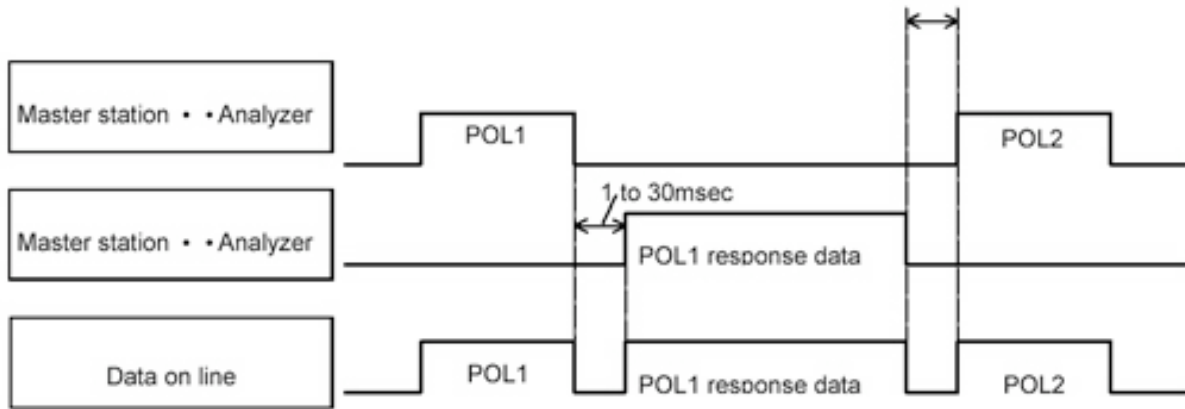 Master station • •Analyzer
POL1
POL2
1 to 30msec
Master station • •Analyzer
POL1 response data
Data on line
POL1
POL1 response data
POL2